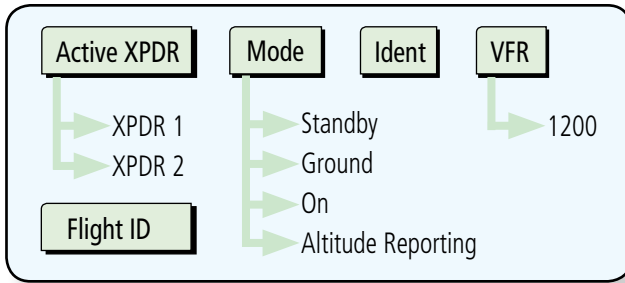 Active XPDR
XPDR 1
XPDR 2
Flight ID
Mode
Standby
Ground
On
Altitude Reporting
Ident
VFR
1200